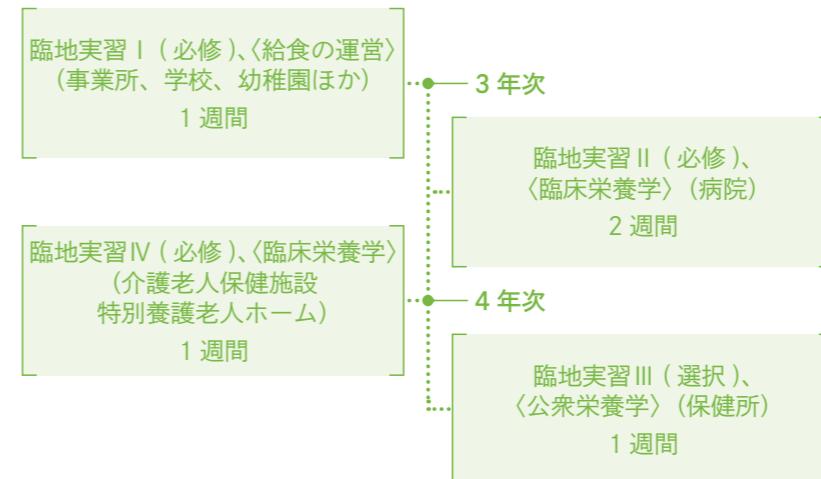 臨地実習Ⅰ(必修)、〈給食の運営〉
(事業所、学校、幼稚園ほか)
1週間
3年次
臨地実習Ⅱ(必修)、
〈臨床栄養学〉(病院)
2週間
臨地実習Ⅳ(必修)、〈臨床栄養学〉
(介護老人保健施設
特別養護老人ホーム)
1週間
4年次
臨地実習Ⅲ(選択)、
〈公衆栄養学〉(保健所)
1週間